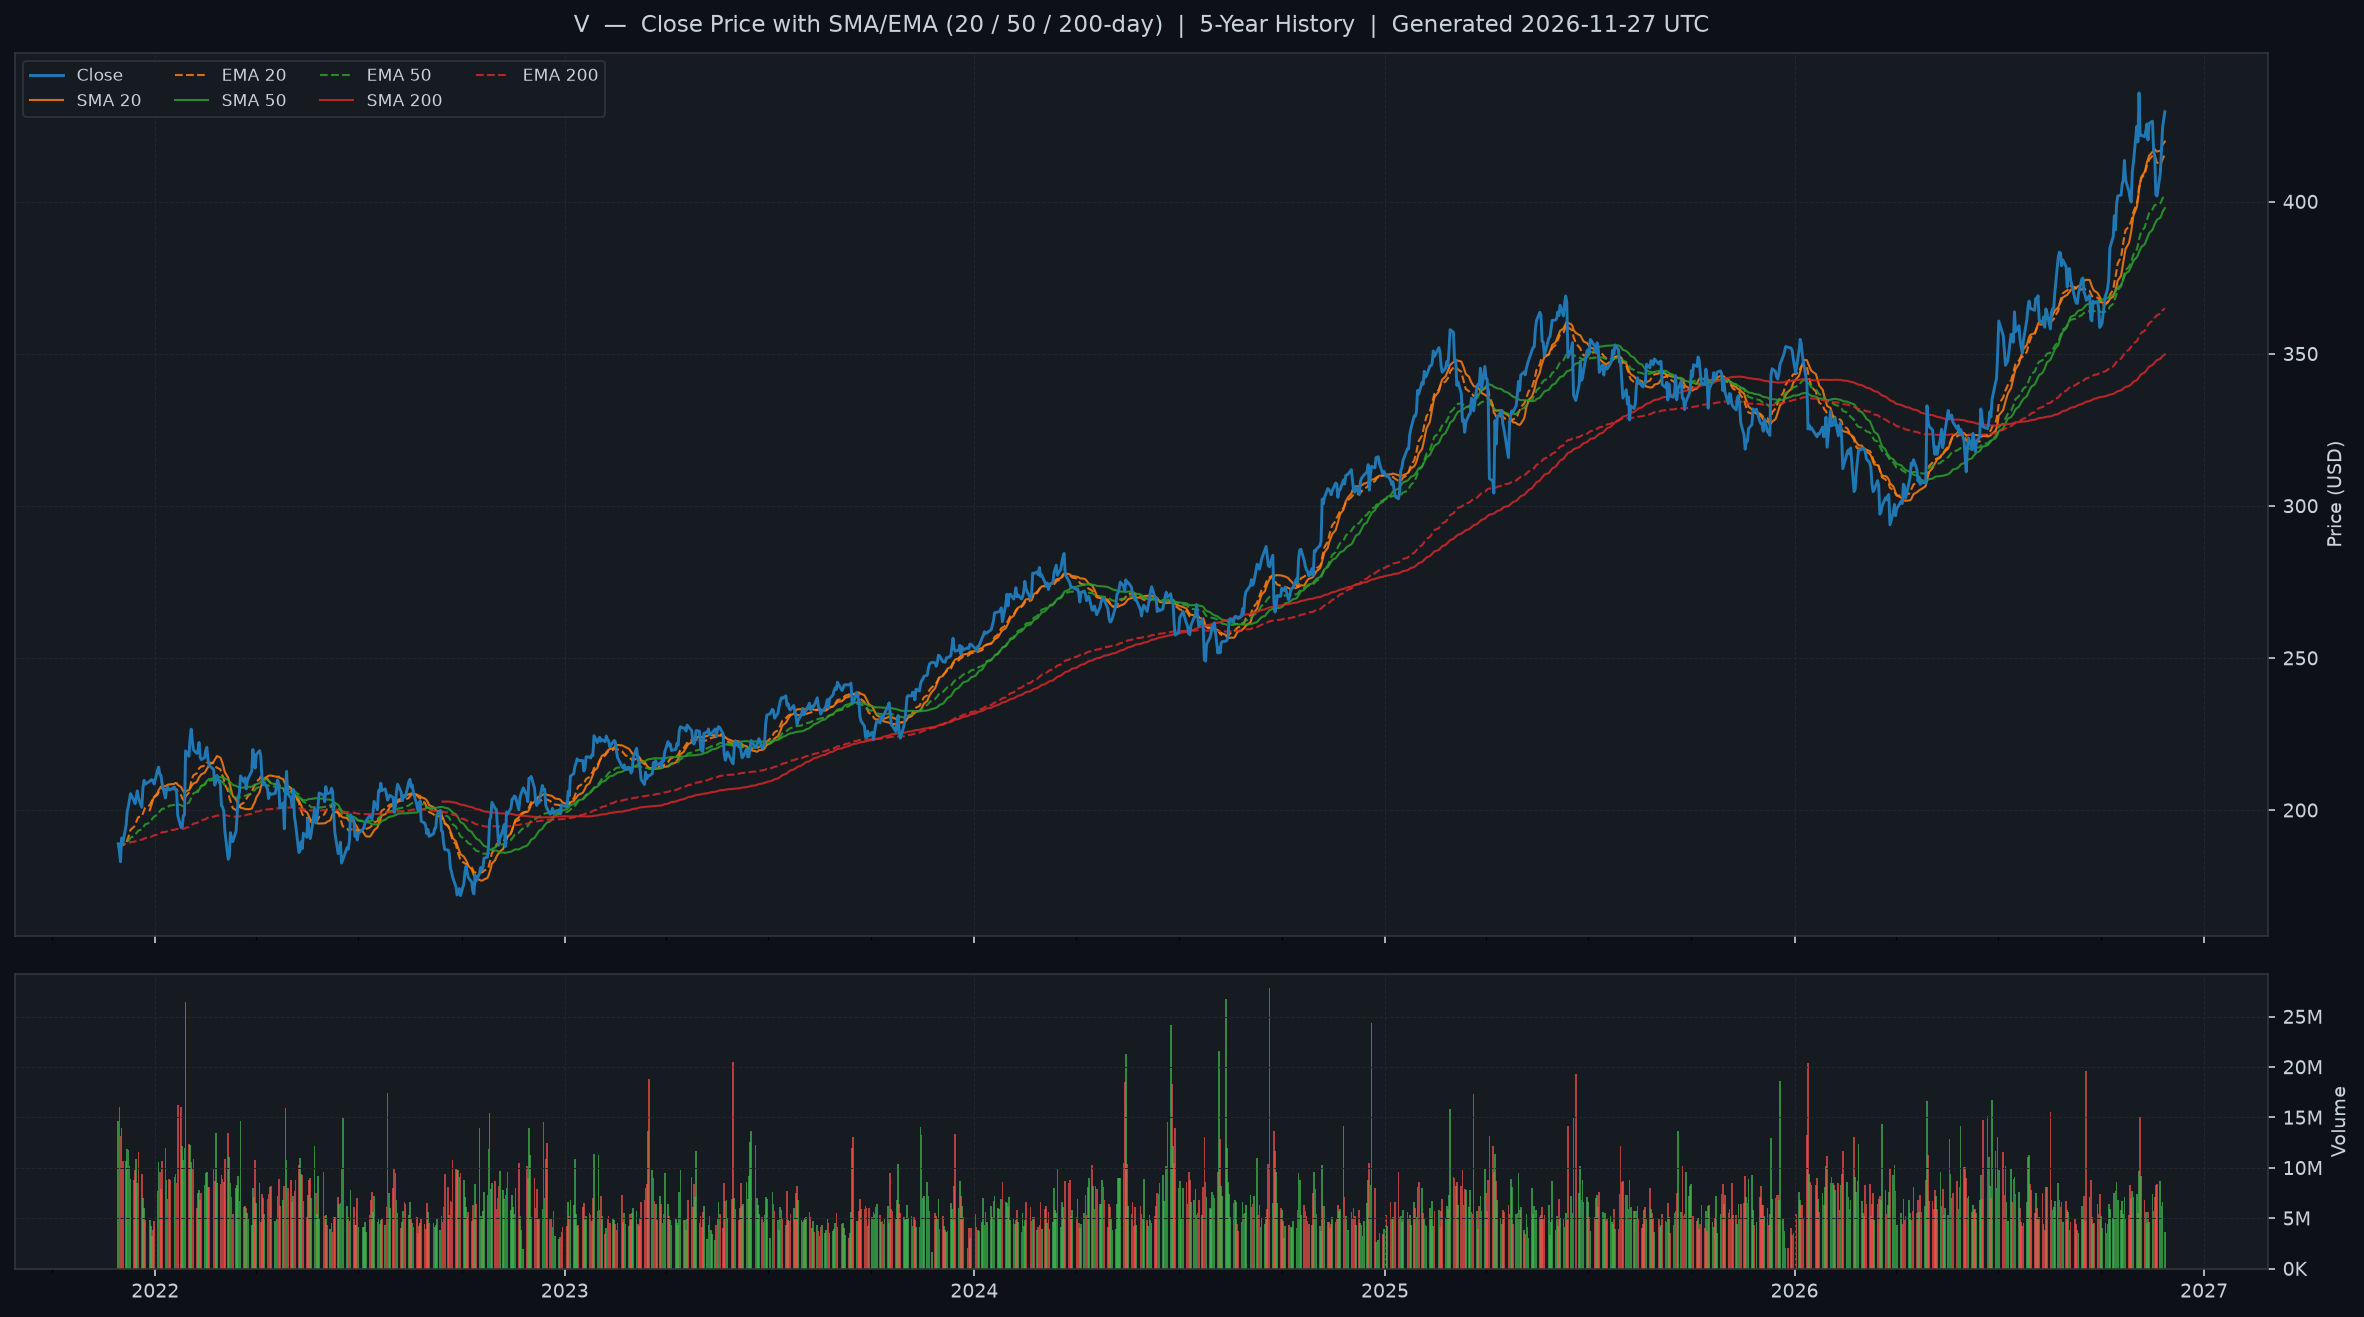 V — Close Price with SMA/EMA (20 / 50 / 200-day) | 5-Year History | Generated 2026-11-27 UTC
Close EMA 20 EMA 50 EMA 200
SMA 20 SMA 50 SMA 200
400
350
300
250
200
Price (USD)
25M
20M
15M
10M
5M
0K
Volume
2022 2023 2024 2025 2026 2027